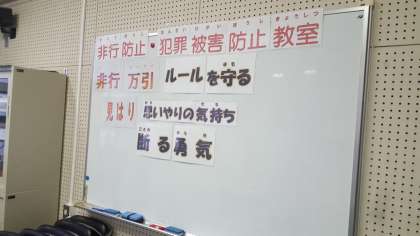 非行防止・犯罪被害防止教室
非行 万引 ルールを守る
見はり 思いやりの気持ち
断る勇気